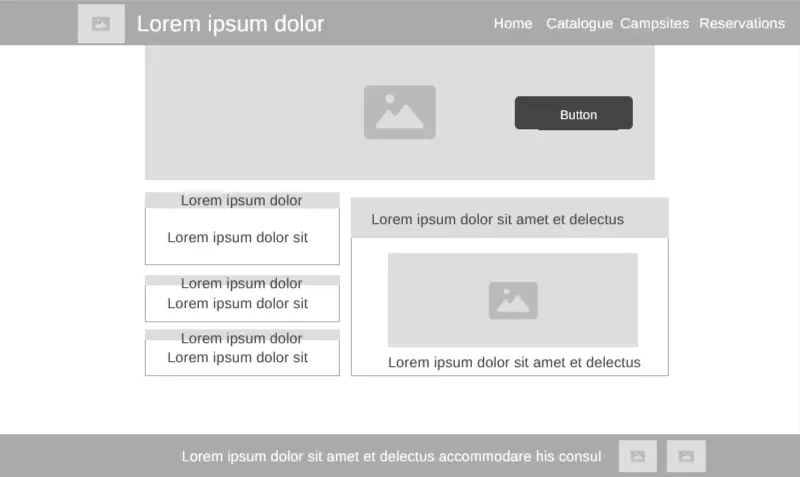 Lorem ipsum dolor
Home Catalogue Campsites Reservations
Button
Lorem ipsum dolor
Lorem ipsum dolor sit
Lorem ipsum dolor
Lorem ipsum dolor sit
Lorem ipsum dolor
Lorem ipsum dolor sit
Lorem ipsum dolor sit amet et delectus
Lorem ipsum dolor sit amet et delectus
Lorem ipsum dolor sit amet et delectus accommodare his consul